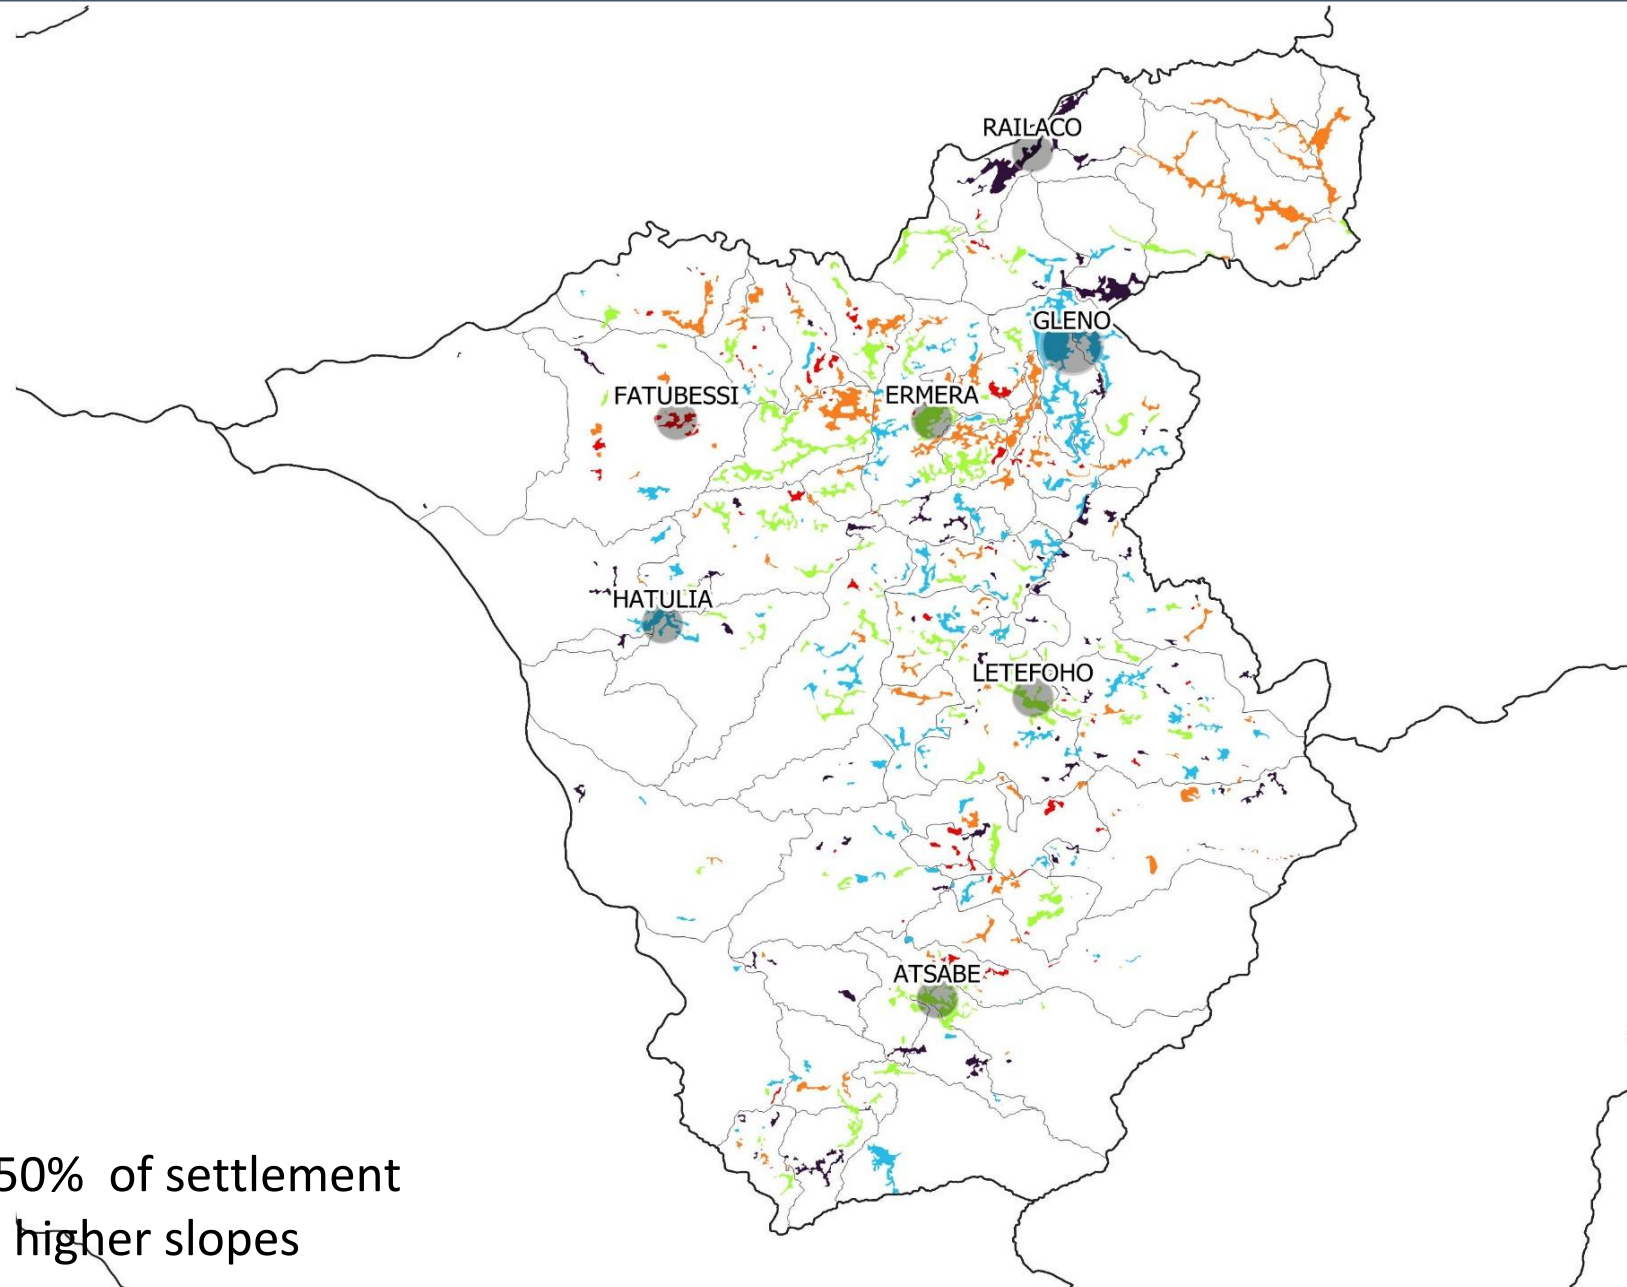 RAILACO
GLENO
FATUBESSI
ERMERA
HATULIA
LETEFOHO
ATSABE
50% of settlement
higher slopes